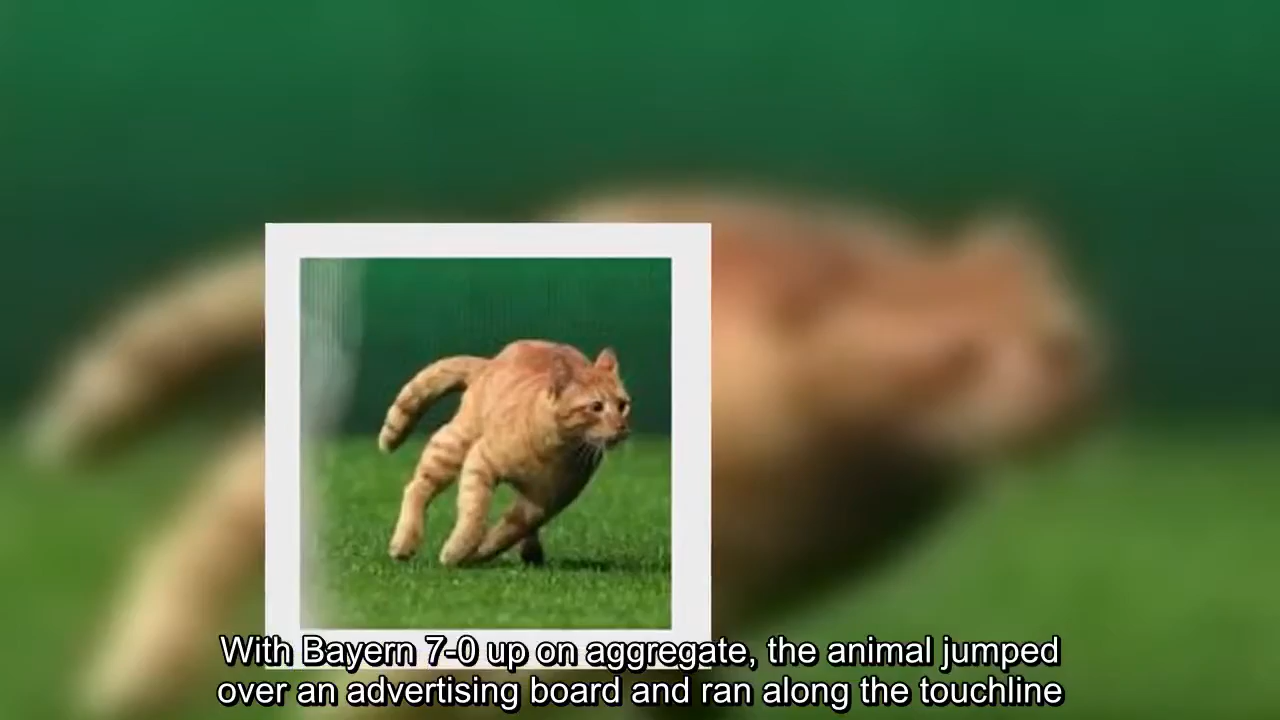 With Bayern 7-0 up on aggregate, the animal jumped
over an advertising board and ran along the touchline